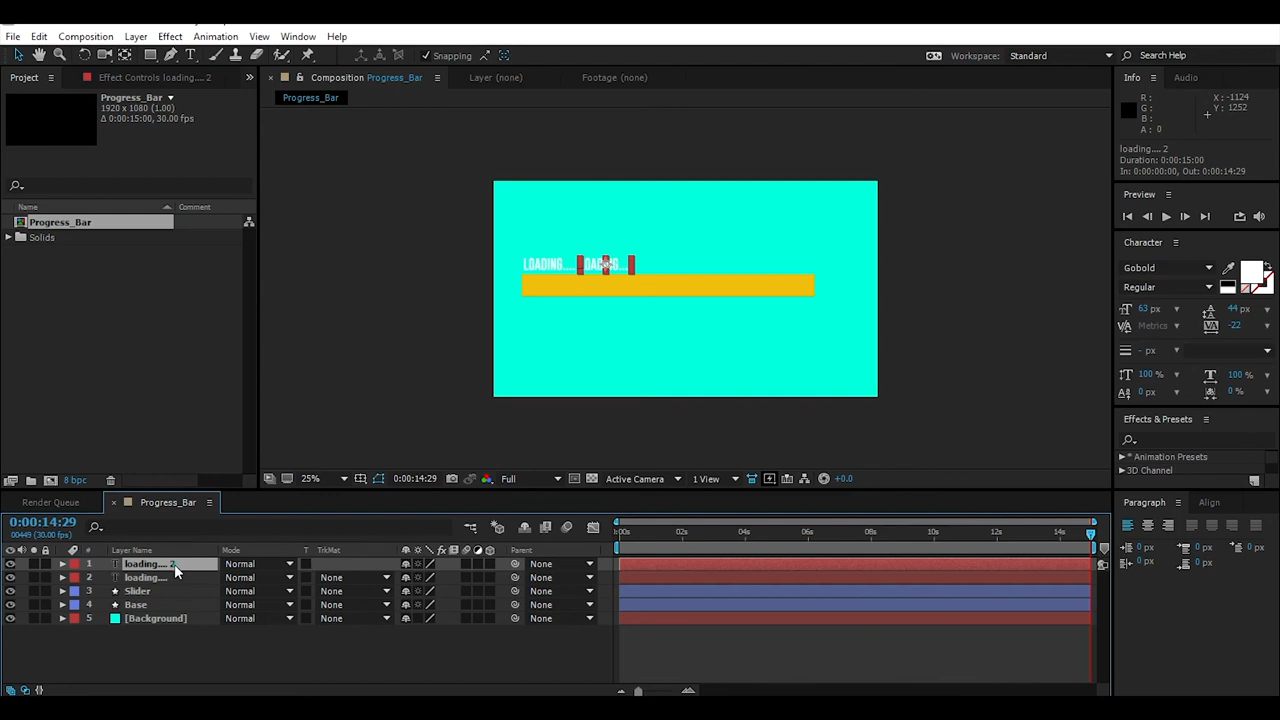 File Edit Composition Layer Effect Animation View Window Help
Snapping Workspace: Standard Search Help
Project Effect Controls loading.... 2 »
Composition Progress_Bar Layer (none) Footage (none)
Info Audio
Progress_Bar
1920 x 1080 (1.00)
Δ 0:00:15:00, 30.00 fps
Progress_Bar
R :
G :
B :
A : 0
X : -1124
Y : 1252
loading.... 2
Duration: 0:00:15:00
In: 0:00:00:00, Out: 0:00:14:29
Name Comment
Progress_Bar
Solids
Preview
Character
Gobold
Regular
63 px 44 px
Metrics -22
- px
100 % 100 %
0 px 0 %
LOADING....
Effects & Presets
* Animation Presets
3D Channel
8 bpc
25% 0:00:14:29 Full Active Camera 1 View +0.0
Render Queue Progress_Bar
Paragraph Align
0:00:14:29
00449 (30.00 fps)
:00s 02s 04s 06s 08s 10s 12s 14s
# Layer Name Mode T TrkMat Parent
1 loading.... 2 Normal None
2 loading.... Normal None None
3 Slider Normal None None
4 Base Normal None None
5 [Background] Normal None None
0 px 0 px 0 px
0 px 0 px